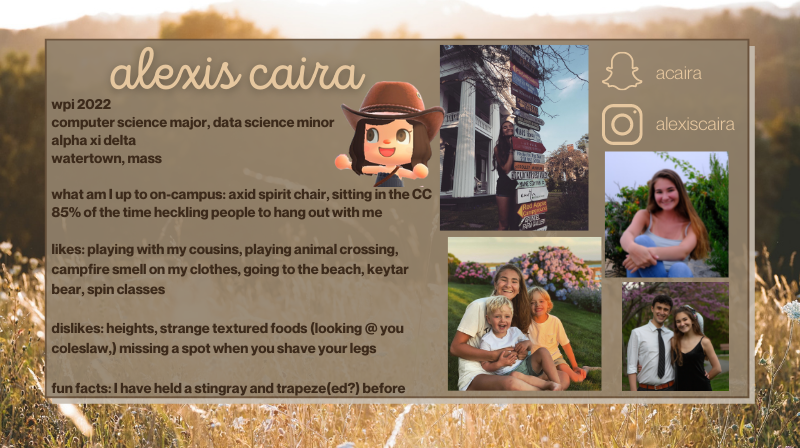 alexis caira
wpi 2022
computer science major, data science minor
alpha xi delta
watertown, mass
what am I up to on-campus: axid spirit chair, sitting in the CC
85% of the time heckling people to hang out with me
likes: playing with my cousins, playing animal crossing,
campfire smell on my clothes, going to the beach, keytar
bear, spin classes
dislikes: heights, strange textured foods (looking @ you
coleslaw,) missing a spot when you shave your legs
fun facts: I have held a stingray and trapeze(ed?) before
acaira
alexiscaira